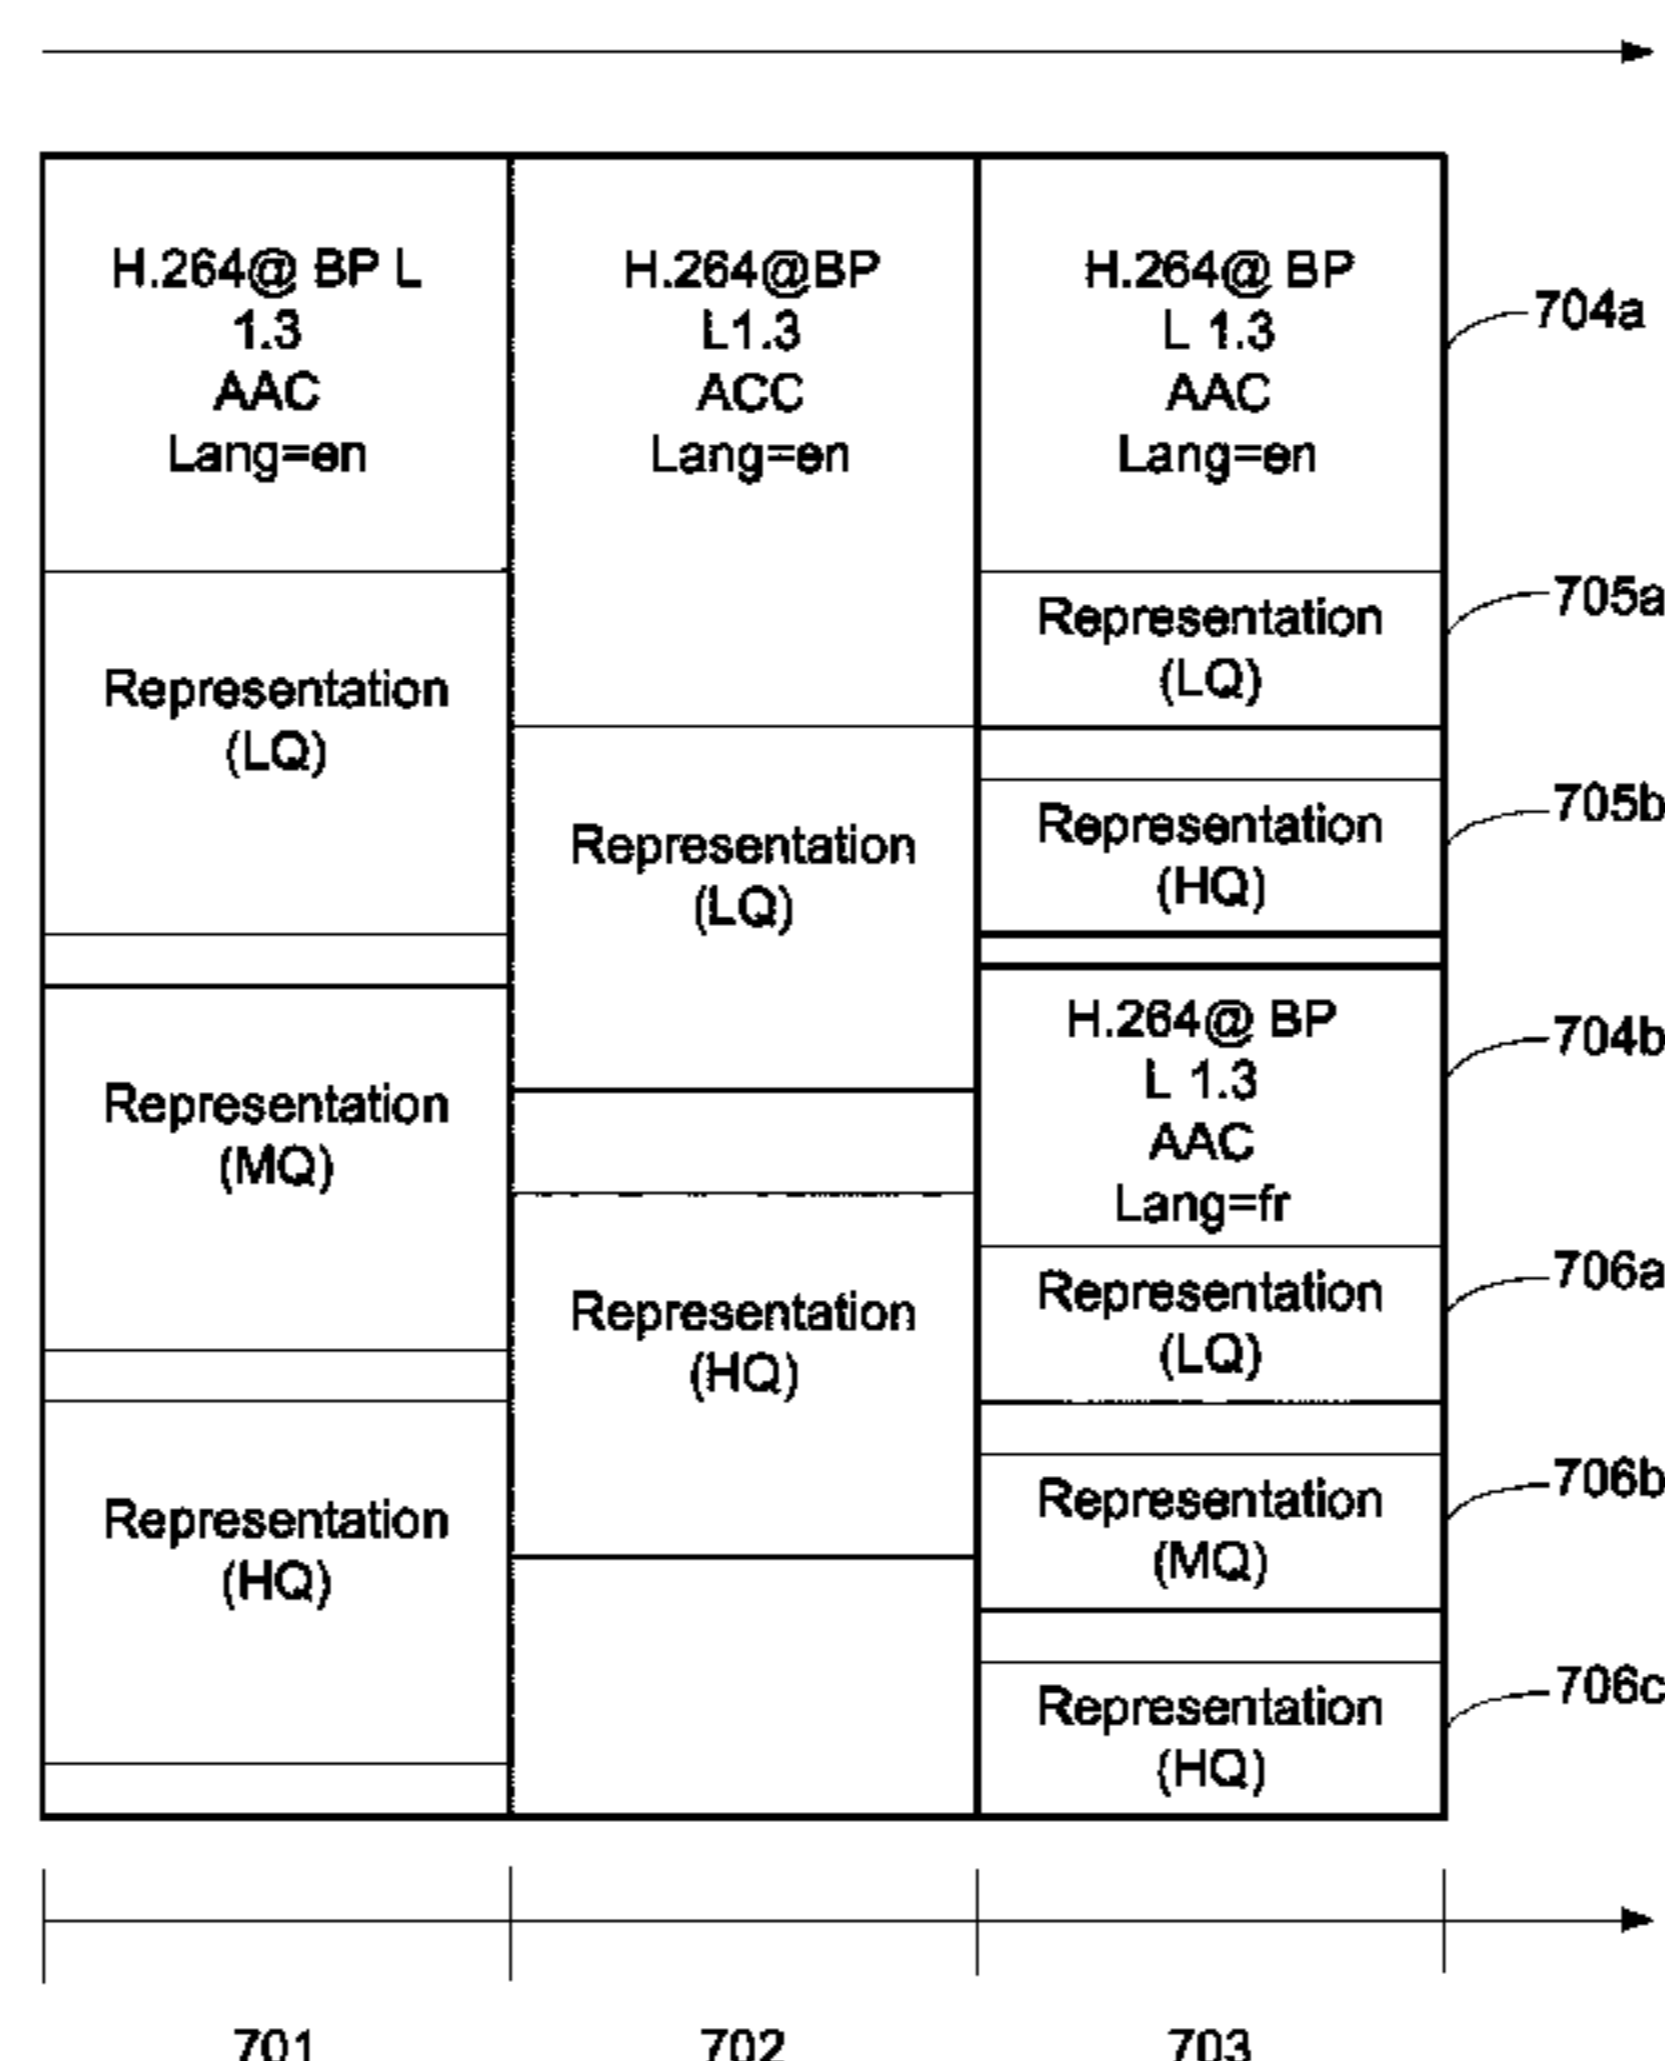 H.264@ BP L
1.3
AAC
Lang=en
Representation
(LQ)
Representation
(MQ)
Representation
(HQ)
H.264@BP
L1.3
ACC
Lang=en
Representation
(LQ)
Representation
(HQ)
H.264@ BP
L 1.3
AAC
Lang=en
Representation
(LQ)
Representation
(HQ)
H.264@ BP
L 1.3
AAC
Lang=fr
Representation
(LQ)
Representation
(MQ)
Representation
(HQ)
704a
705a
705b
704b
706a
706b
706c
701
702
703